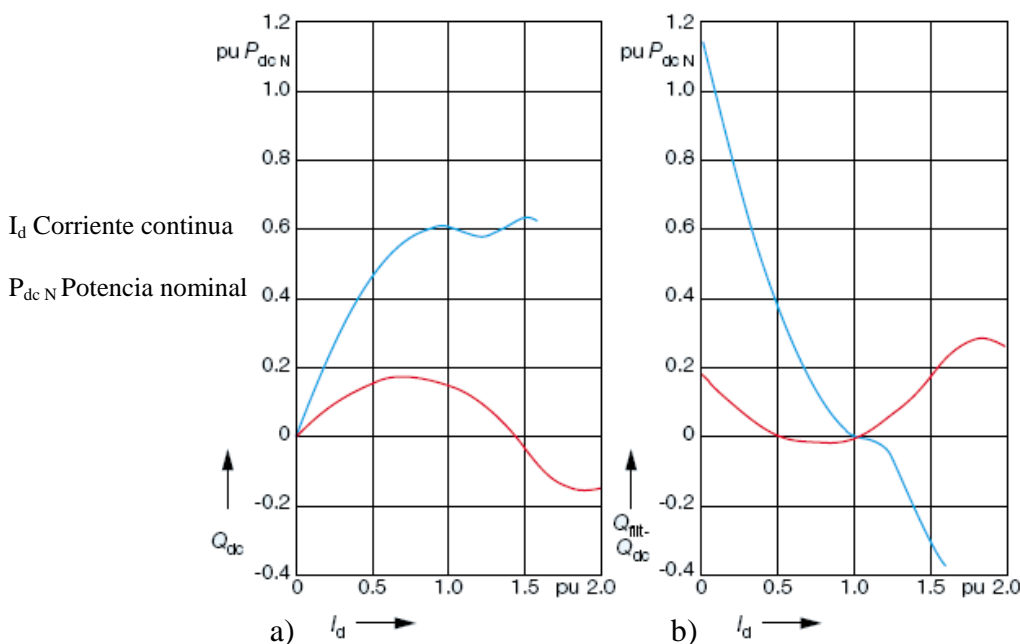 I_d Corriente continua
P_dc N Potencia nominal
1.2
pu P_dc N
1.0
0.8
0.6
0.4
0.2
0
-0.2
Q_dc
-0.4
0 0.5 1.0 1.5 pu 2.0
a) I_d
1.2
pu P_dc N
1.0
0.8
0.6
0.4
0.2
0
-0.2
Q_filt-
Q_dc
-0.4
0 0.5 1.0 1.5 pu 2.0
b) I_d